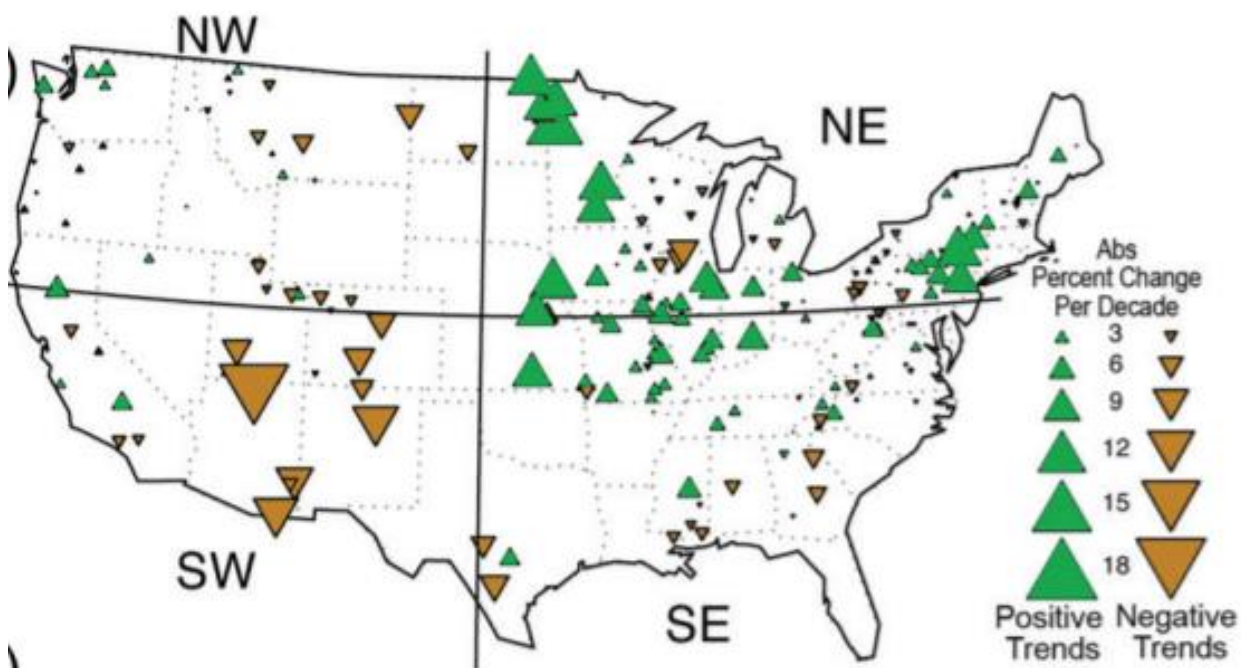 NW
NE
Abs
Percent Change
Per Decade
3
6
9
12
15
18
SW
SE
Positive Negative
Trends Trends